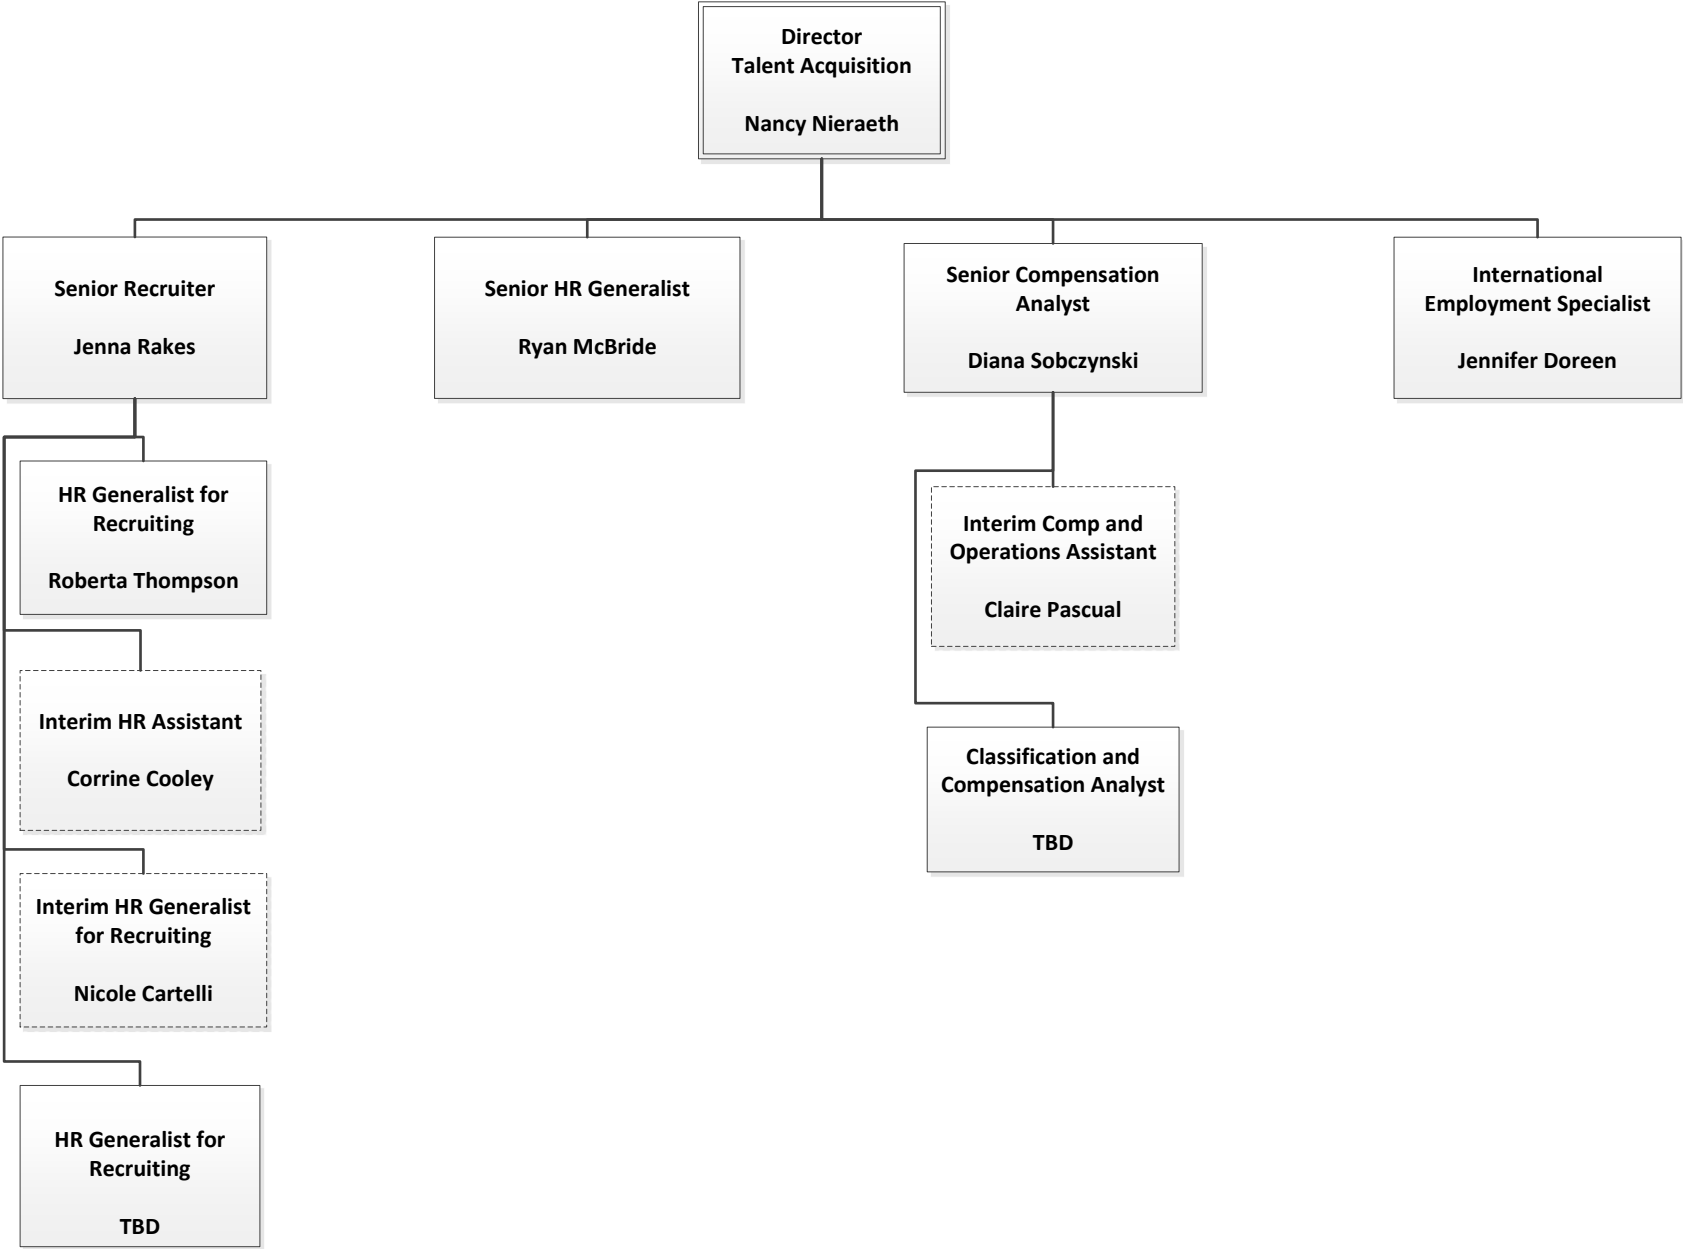 Director
Talent Acquisition
Nancy Nieraeth
Senior Recruiter
Jenna Rakes
Senior HR Generalist
Ryan McBride
Senior Compensation
Analyst
Diana Sobczynski
International
Employment Specialist
Jennifer Doreen
HR Generalist for
Recruiting
Roberta Thompson
Interim HR Assistant
Corrine Cooley
Interim HR Generalist
for Recruiting
Nicole Cartelli
HR Generalist for
Recruiting
TBD
Interim Comp and
Operations Assistant
Claire Pascual
Classification and
Compensation Analyst
TBD